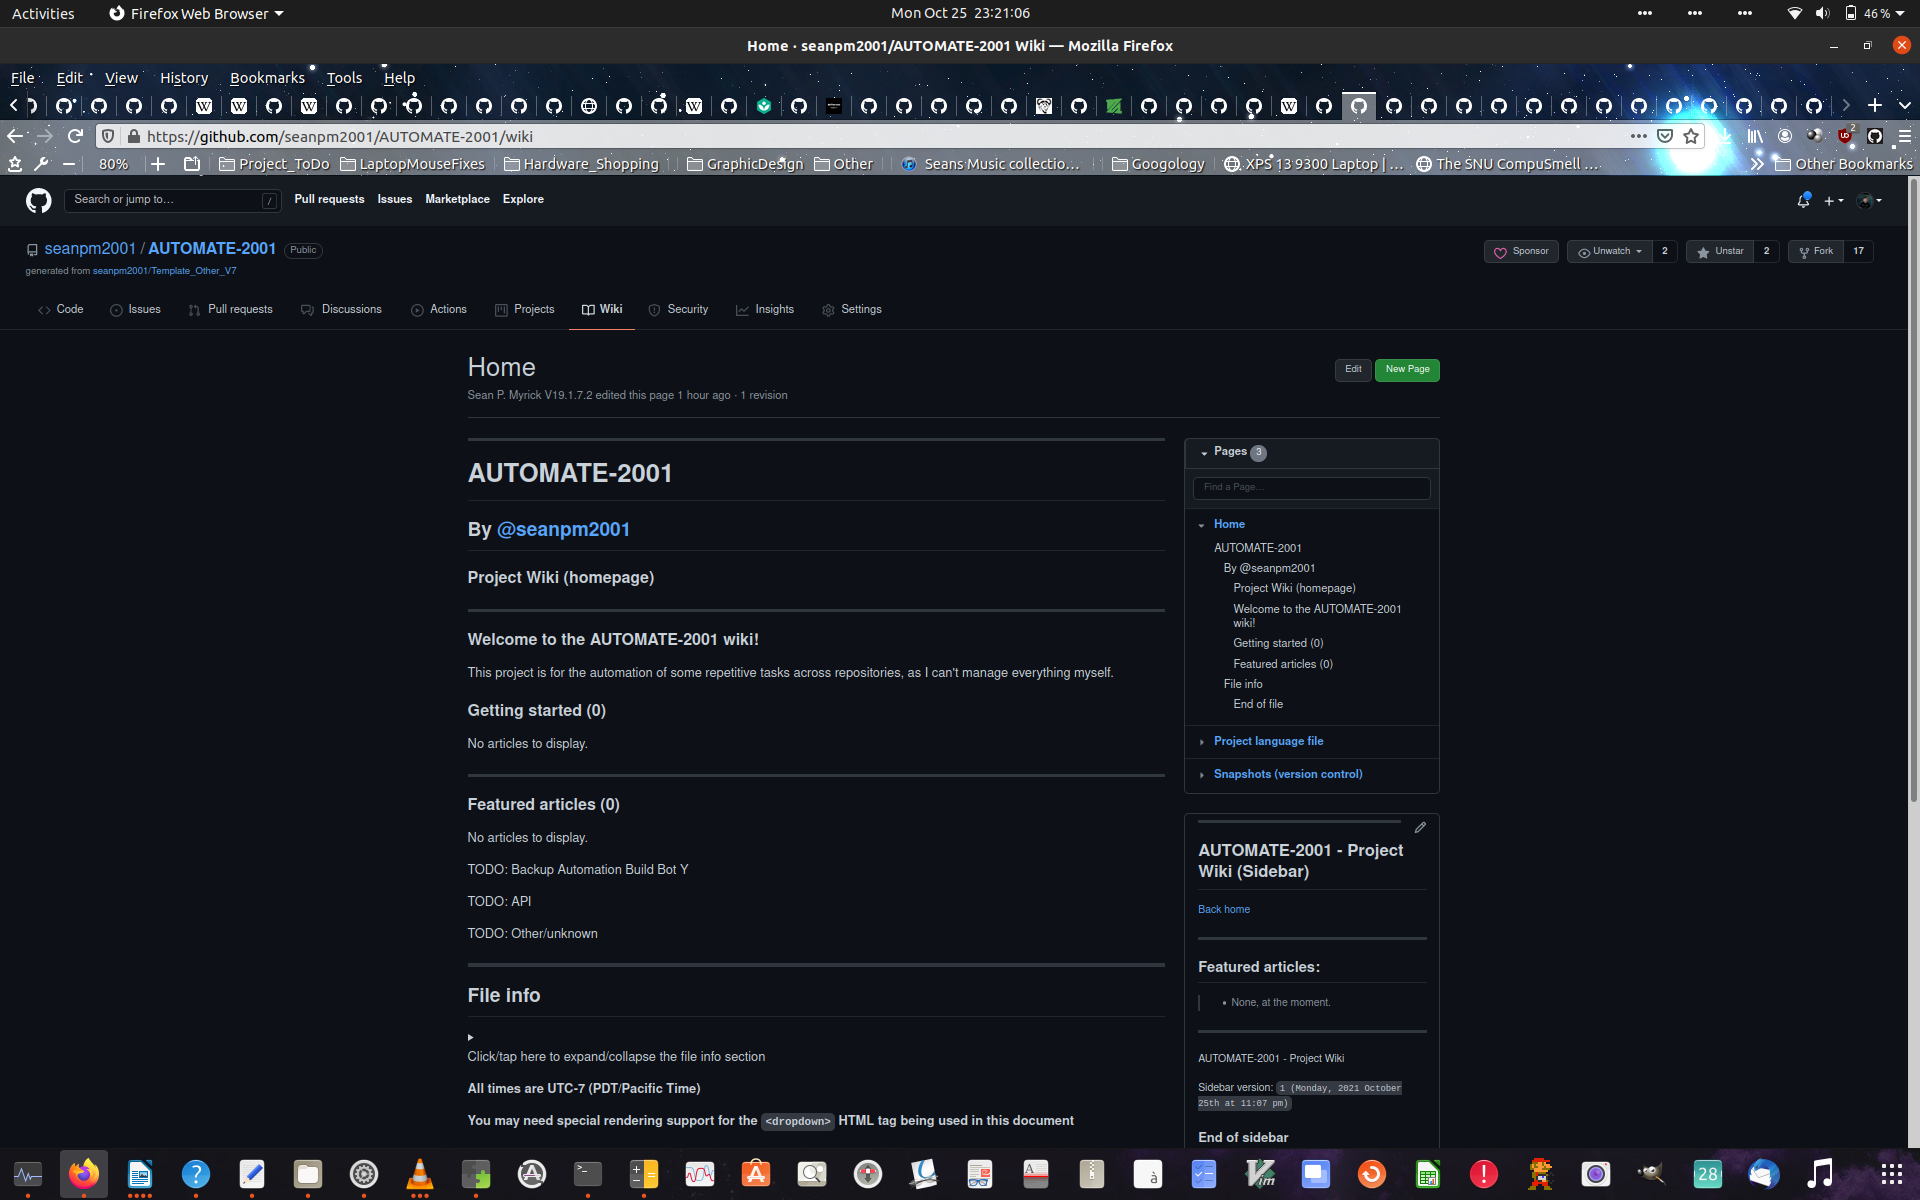 Activities
Firefox Web Browser
Mon Oct 25 23:21:06
46 %
Home · seanpm2001/AUTOMATE-2001 Wiki — Mozilla Firefox
File Edit View History Bookmarks Tools Help
https://github.com/seanpm2001/AUTOMATE-2001/wiki
2
80%
Project_ToDo
LaptopMouseFixes
Hardware_Shopping
GraphicDesign
Other
Seans Music collectio…
Googology
XPS 13 9300 Laptop | …
The SNU CompuSmell …
Other Bookmarks
Search or jump to…
/
Pull requests Issues Marketplace Explore
seanpm2001 / AUTOMATE-2001 Public
generated from seanpm2001/Template_Other_V7
Sponsor
Unwatch 2
Unstar 2
Fork 17
Code
Issues
Pull requests
Discussions
Actions
Projects
Wiki
Security
Insights
Settings
Home
Sean P. Myrick V19.1.7.2 edited this page 1 hour ago · 1 revision
Edit
New Page
AUTOMATE-2001
By @seanpm2001
Project Wiki (homepage)
Welcome to the AUTOMATE-2001 wiki!
This project is for the automation of some repetitive tasks across repositories, as I can't manage everything myself.
Getting started (0)
No articles to display.
Featured articles (0)
No articles to display.
TODO: Backup Automation Build Bot Y
TODO: API
TODO: Other/unknown
File info
Click/tap here to expand/collapse the file info section
All times are UTC-7 (PDT/Pacific Time)
You may need special rendering support for the <dropdown> HTML tag being used in this document
Pages 3
Find a Page…
Home
AUTOMATE-2001
By @seanpm2001
Project Wiki (homepage)
Welcome to the AUTOMATE-2001
wiki!
Getting started (0)
Featured articles (0)
File info
End of file
Project language file
Snapshots (version control)
AUTOMATE-2001 - Project
Wiki (Sidebar)
Back home
Featured articles:
None, at the moment.
AUTOMATE-2001 - Project Wiki
Sidebar version: 1 (Monday, 2021 October
25th at 11:07 pm)
End of sidebar
28